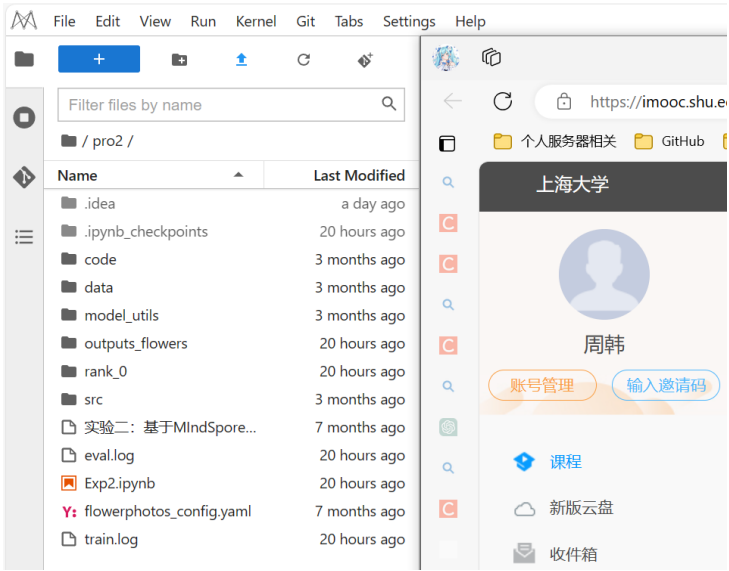 File Edit View Run Kernel Git Tabs Settings Help
+
Filter files by name
/ pro2 /
Name Last Modified
.idea a day ago
.ipynb_checkpoints 20 hours ago
code 3 months ago
data 3 months ago
model_utils 3 months ago
outputs_flowers 20 hours ago
rank_0 20 hours ago
src 3 months ago
实验二：基于MIndSpore... 7 months ago
eval.log 20 hours ago
Exp2.ipynb 20 hours ago
Y: flowerphotos_config.yaml 7 months ago
train.log 20 hours ago
https://imooc.shu.e
个人服务器相关 GitHub
上海大学
周韩
账号管理 输入邀请码
课程
新版云盘
收件箱
C
C
C
C